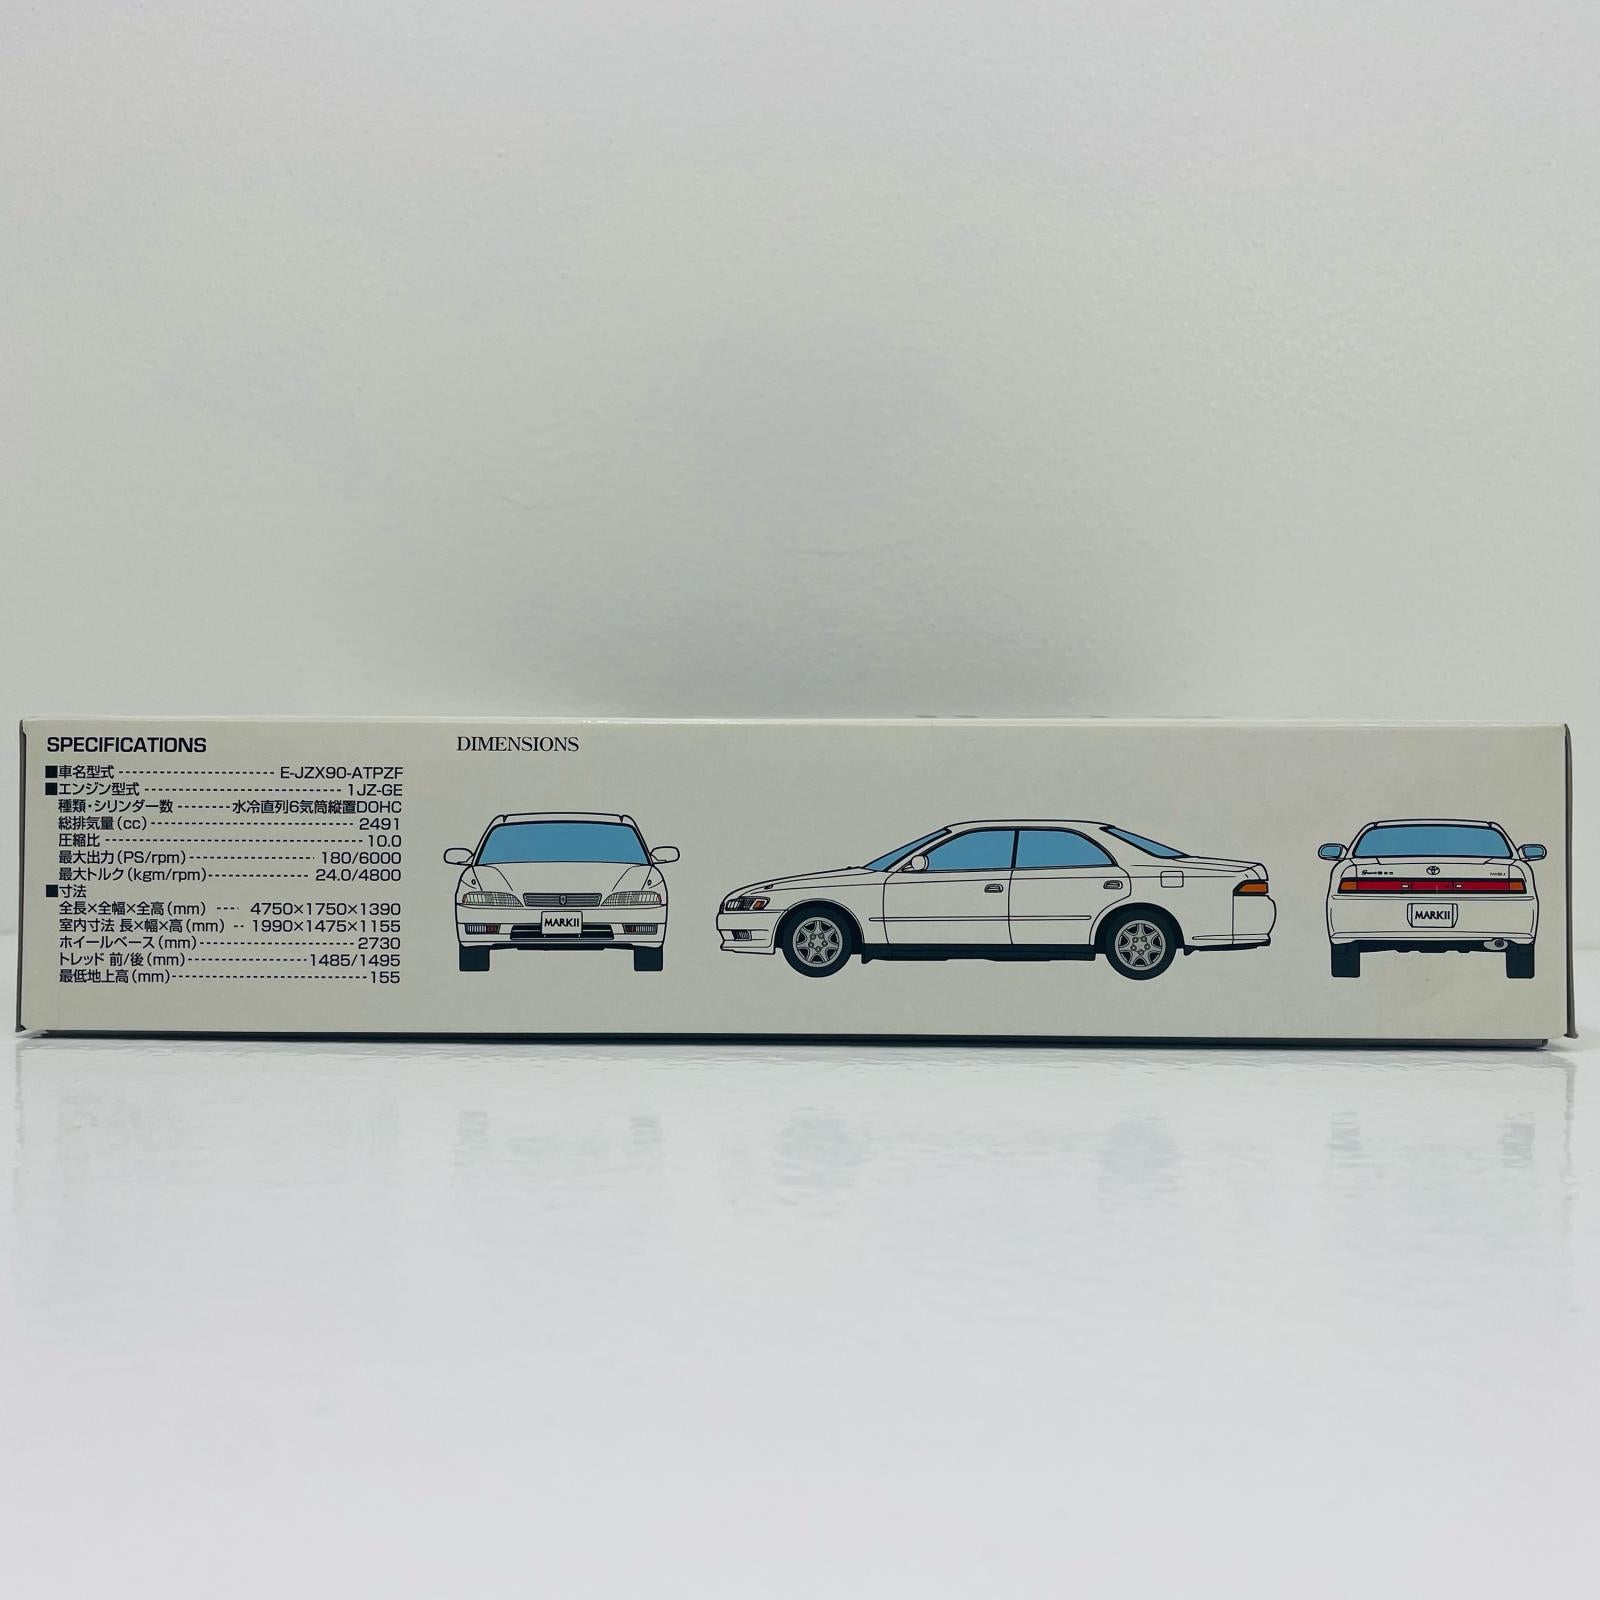 SPECIFICATIONS
■車名型式 E-JZX90-ATPZF
■エンジン型式 1JZ-GE
種類・シリンダー数 水冷直列6気筒縦置DOHC
総排気量(cc) 2491
圧縮比 10.0
最大出力(PS/rpm) 180/6000
最大トルク(kgm/rpm) 24.0/4800
■寸法
全長×全幅×全高(mm) 4750×1750×1390
室内寸法 長×幅×高(mm) 1990×1475×1155
ホイールベース(mm) 2730
トレッド 前/後(mm) 1485/1495
最低地上高(mm) 155
DIMENSIONS
MARKII
MARKII
MARKII